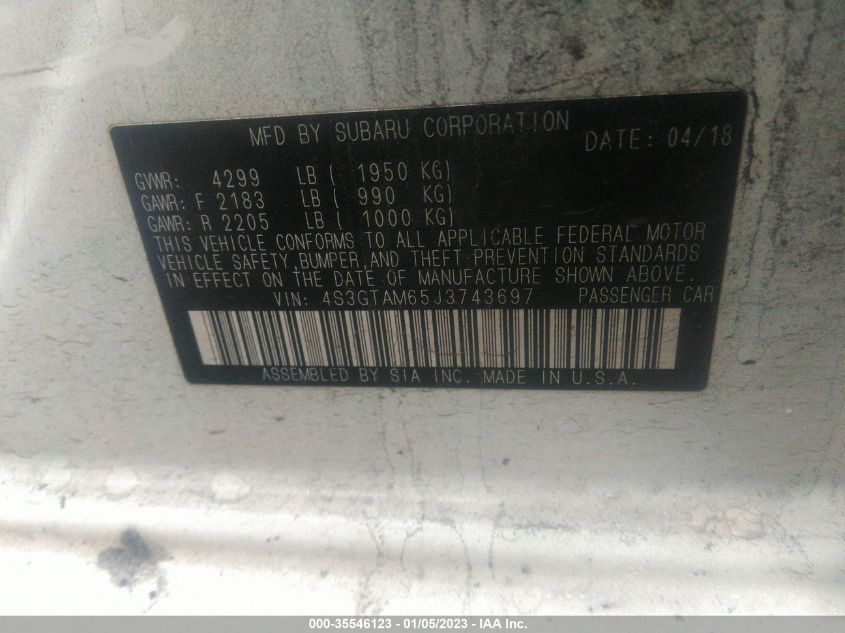 MFD BY SUBARU CORPORATION DATE: 04/18
GVWR: 4299 LB ( 1950 KG)
GAWR: F 2183 LB ( 990 KG)
GAWR: R 2205 LB ( 1000 KG)
THIS VEHICLE CONFORMS TO ALL APPLICABLE FEDERAL MOTOR
VEHICLE SAFETY,BUMPER,AND THEFT PREVENTION STANDARDS
IN EFFECT ON THE DATE OF MANUFACTURE SHOWN ABOVE.
VIN: 4S3GTAM65J3743697 PASSENGER CAR
ASSEMBLED BY SIA INC. MADE IN U.S.A.
000-35546123 - 01/05/2023 - IAA Inc.